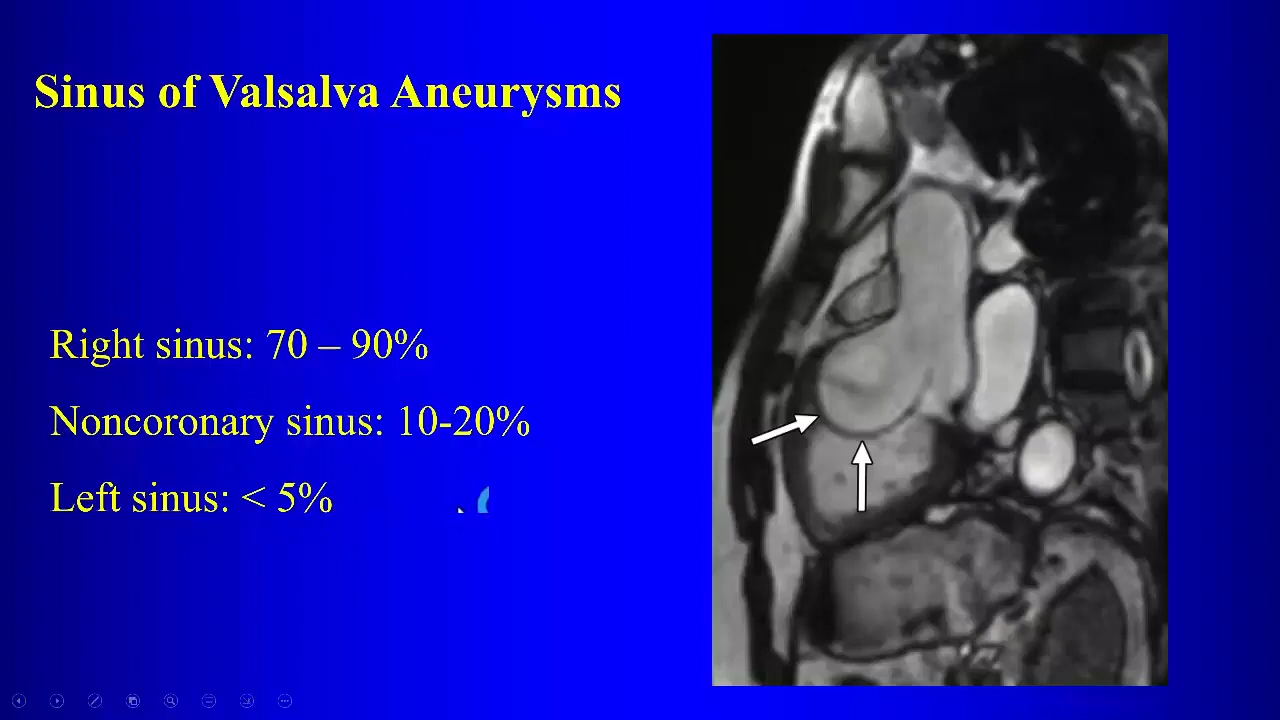 Sinus of Valsalva Aneurysms
Right sinus: 70 – 90%
Noncoronary sinus: 10-20%
Left sinus: < 5%